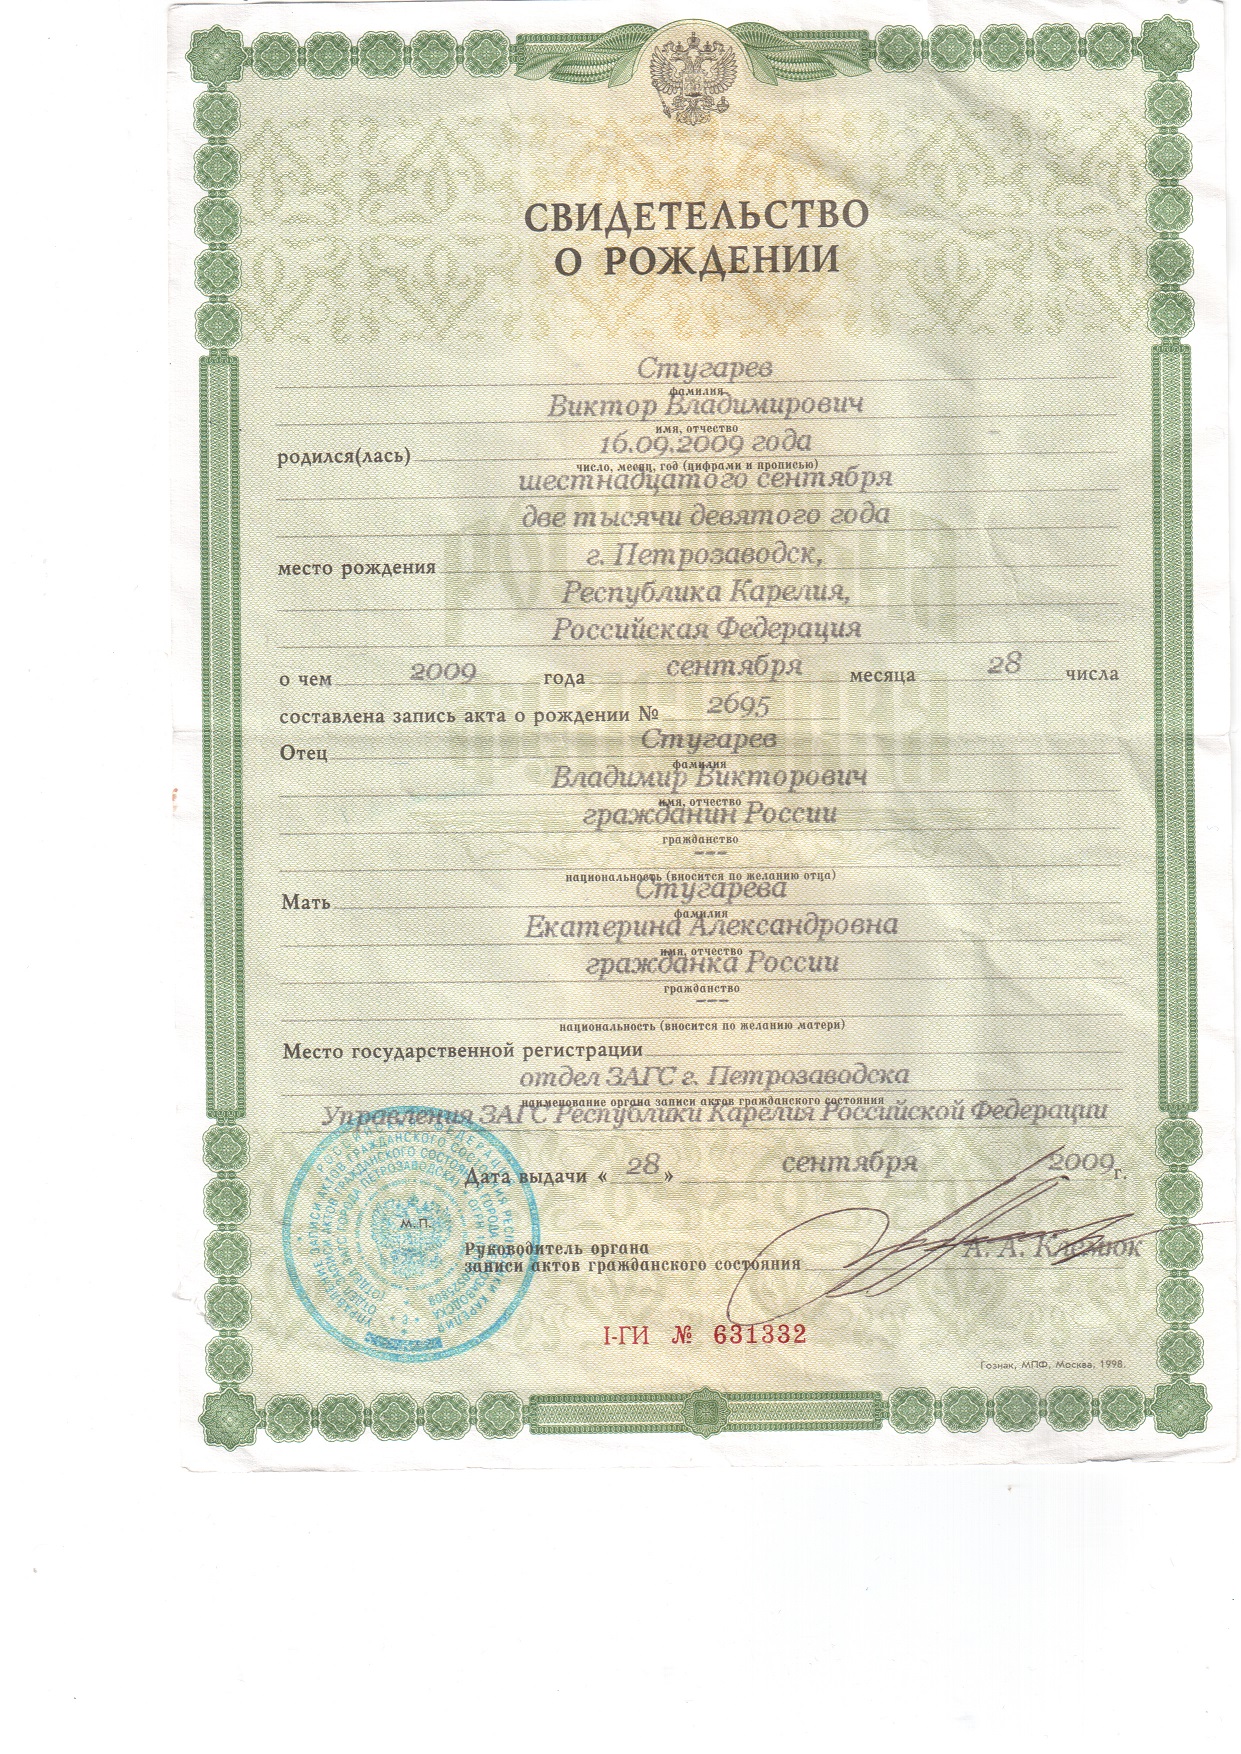 СВИДЕТЕЛЬСТВО
О РОЖДЕНИИ
Стугарев
фамилия
Виктор Владимирович
имя, отчество
родился(лась) 16.09.2009 года
число, месяц, год (цифрами и прописью)
шестнадцатого сентября
две тысячи девятого года
место рождения г. Петрозаводск,
Республика Карелия,
Российская Федерация
о чем 2009 года сентября месяца 28 числа
составлена запись акта о рождении № 2695
Отец Стугарев
фамилия
Владимир Викторович
имя, отчество
гражданин России
гражданство
---
национальность (вносится по желанию отца)
Мать Стугарева
фамилия
Екатерина Александровна
имя, отчество
гражданка России
гражданство
---
национальность (вносится по желанию матери)
Место государственной регистрации
отдел ЗАГС г. Петрозаводска
наименование органа записи актов гражданского состояния
Управления ЗАГС Республики Карелия Российской Федерации
Дата выдачи « 28 » сентября 2009 г.
М.П.
Руководитель органа
записи актов гражданского состояния А. А. Клемюк
I-ГИ № 631332
Гознак, МПФ, Москва, 1998.